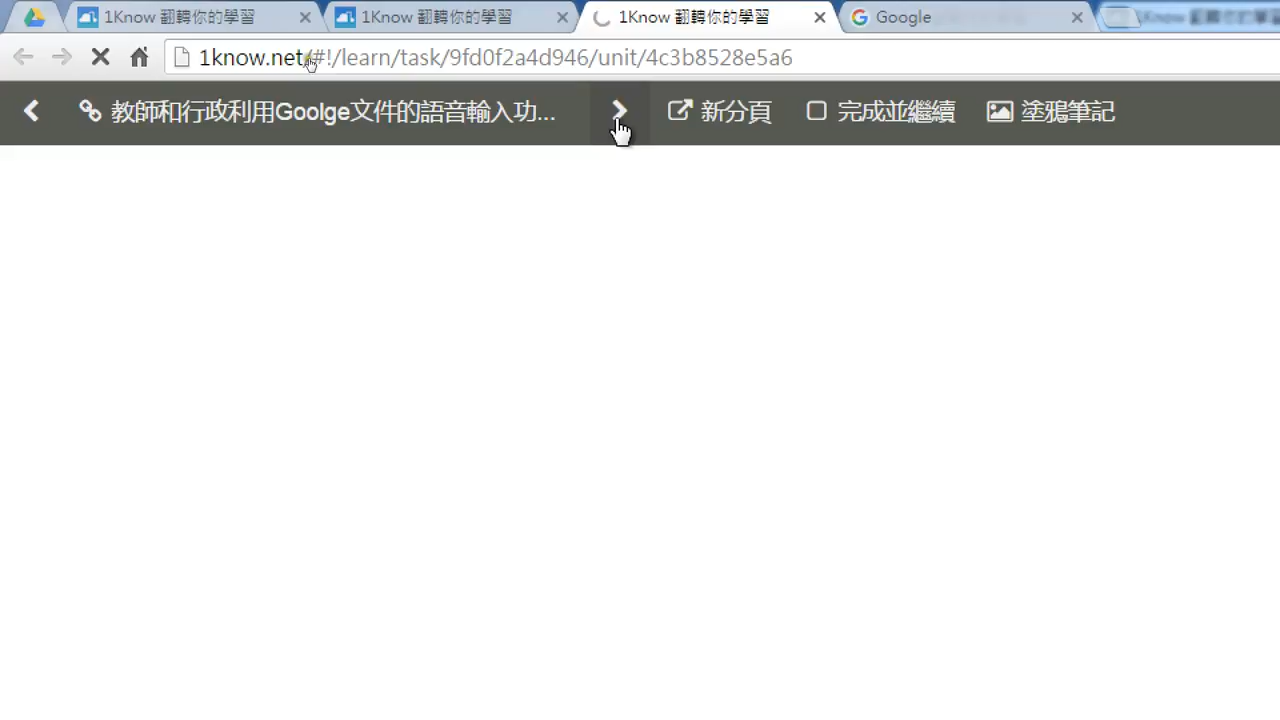 1Know 翻轉你的學習
1Know 翻轉你的學習
1Know 翻轉你的學習
Google
1know.net/#!/learn/task/9fd0f2a4d946/unit/4c3b8528e5a6
教師和行政利用Goolge文件的語音輸入功...
新分頁
完成並繼續
塗鴉筆記